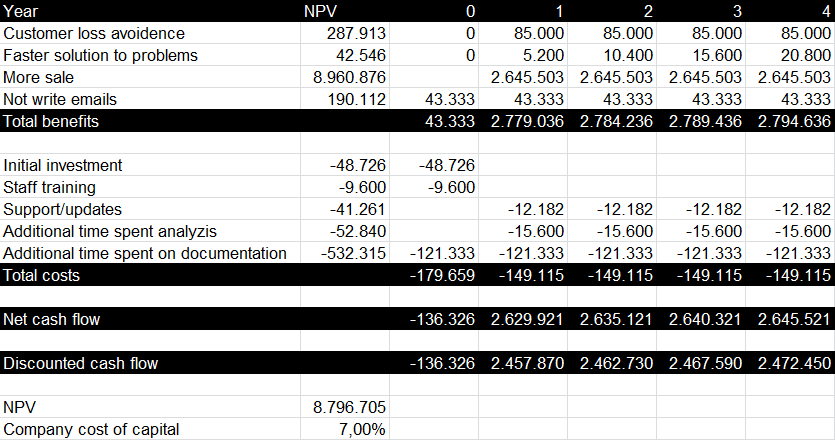 Year NPV 0 1 2 3 4
Customer loss avoidence 287.913 0 85.000 85.000 85.000 85.000
Faster solution to problems 42.546 0 5.200 10.400 15.600 20.800
More sale 8.960.876 2.645.503 2.645.503 2.645.503 2.645.503
Not write emails 190.112 43.333 43.333 43.333 43.333 43.333
Total benefits 43.333 2.779.036 2.784.236 2.789.436 2.794.636
Initial investment -48.726 -48.726
Staff training -9.600 -9.600
Support/updates -41.261 -12.182 -12.182 -12.182 -12.182
Additional time spent analyzis -52.840 -15.600 -15.600 -15.600 -15.600
Additional time spent on documentation -532.315 -121.333 -121.333 -121.333 -121.333 -121.333
Total costs -179.659 -149.115 -149.115 -149.115 -149.115
Net cash flow -136.326 2.629.921 2.635.121 2.640.321 2.645.521
Discounted cash flow -136.326 2.457.870 2.462.730 2.467.590 2.472.450
NPV 8.796.705
Company cost of capital 7,00%